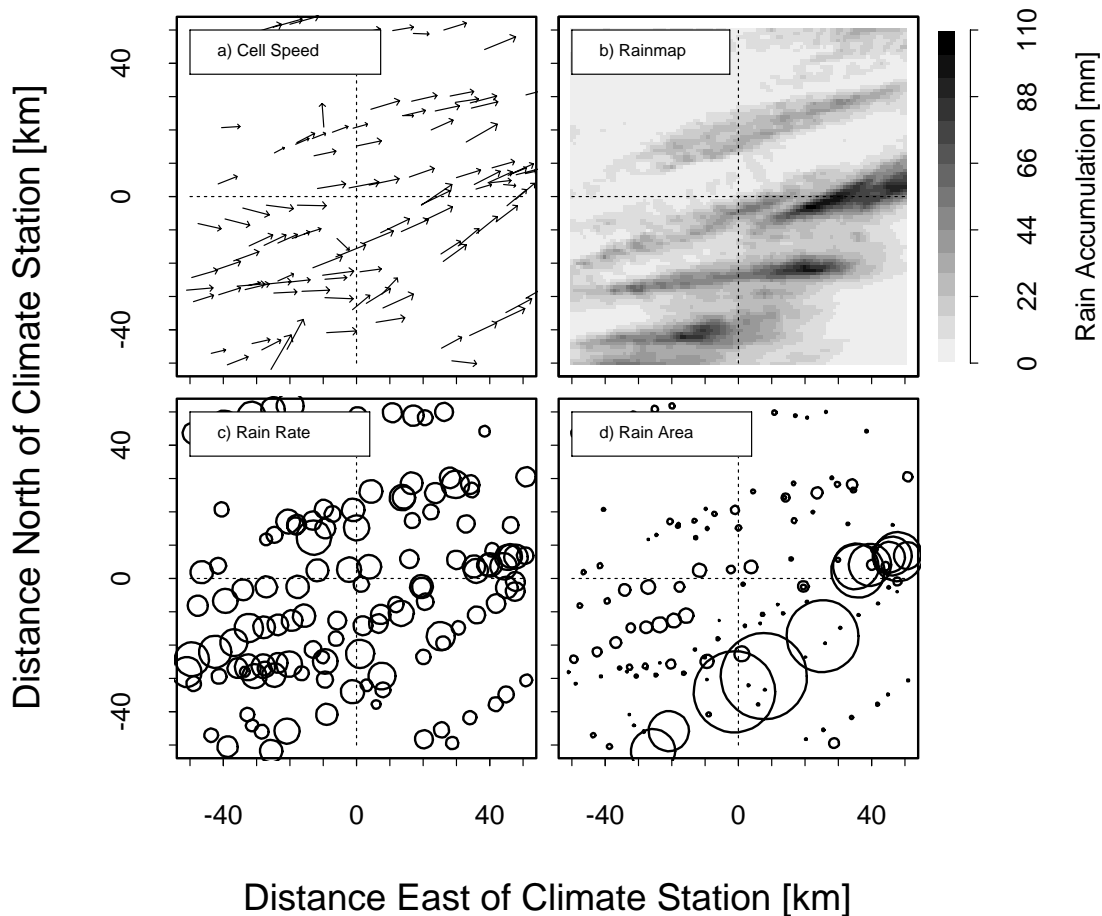 Distance North of Climate Station [km]
a) Cell Speed
b) Rainmap
40
0
-40
0 22 44 66 88 110
Rain Accumulation [mm]
c) Rain Rate
d) Rain Area
40
0
-40
-40 0 40
-40 0 40
Distance East of Climate Station [km]